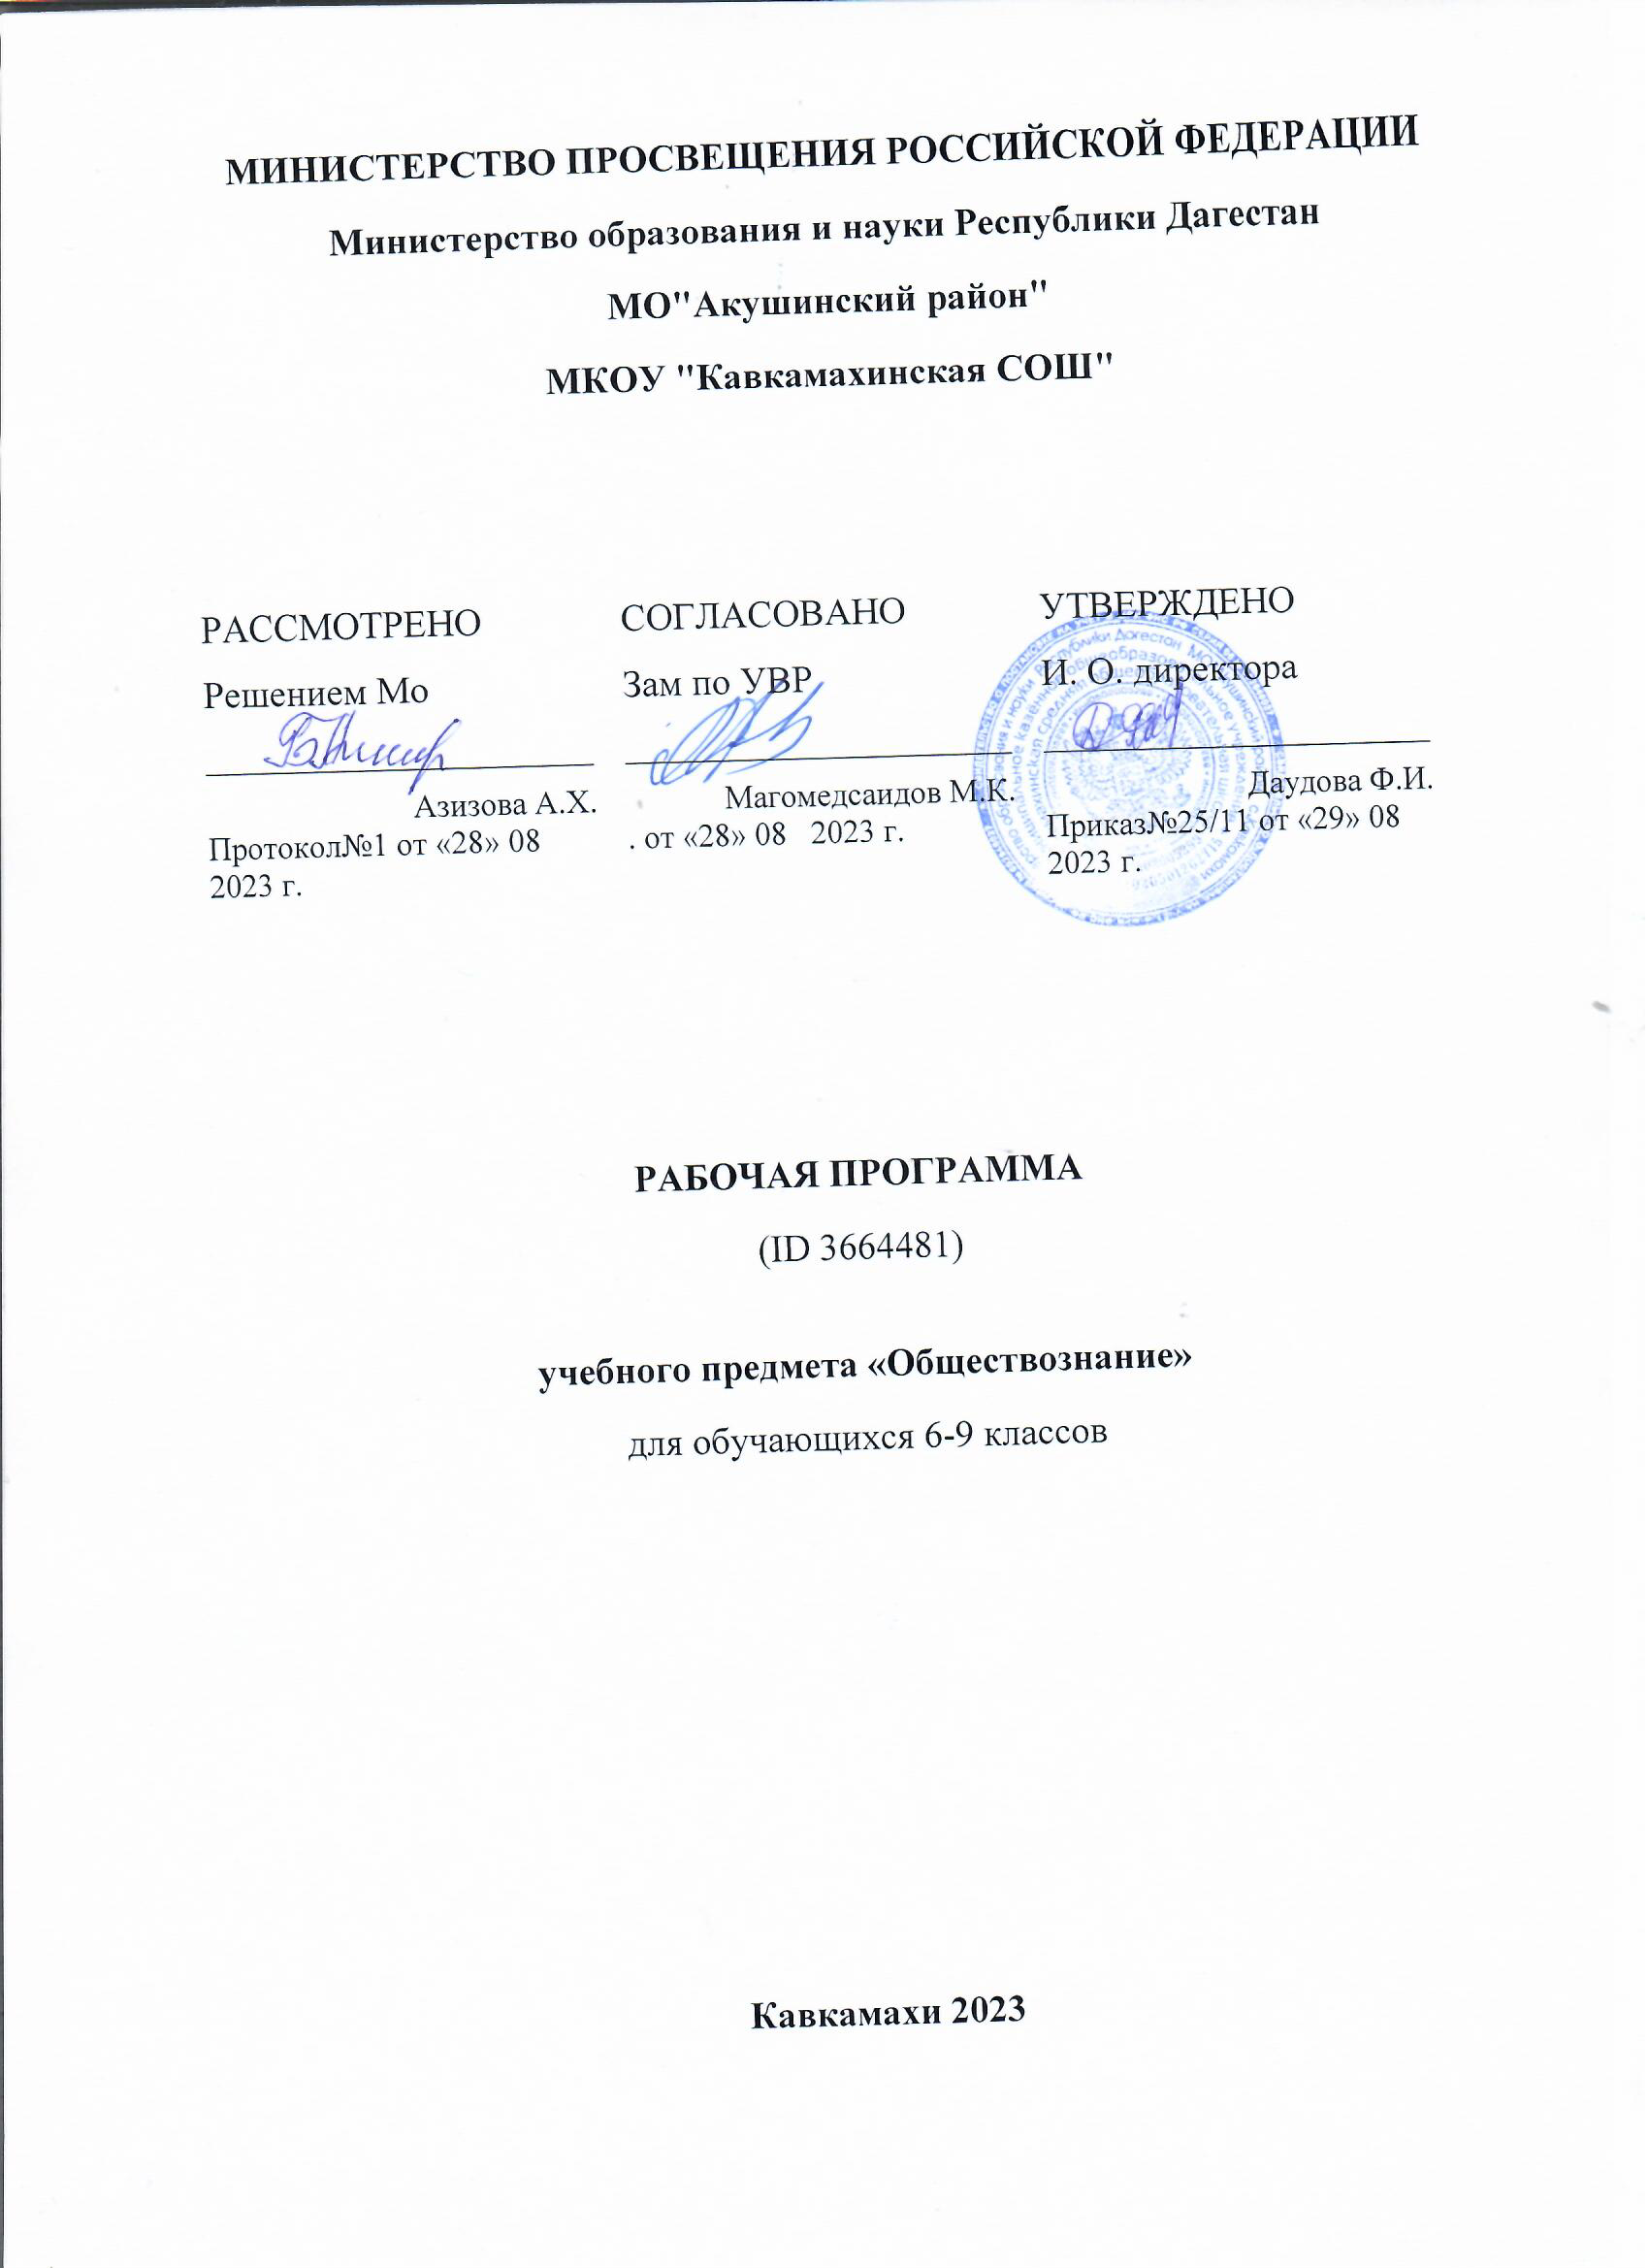 МИНИСТЕРСТВО ПРОСВЕЩЕНИЯ РОССИЙСКОЙ ФЕДЕРАЦИИ
Министерство образования и науки Республики Дагестан
МО"Акушинский район"
МКОУ "Кавкамахинская СОШ"
РАССМОТРЕНО
Решением Мо
Азизова А.Х.
Протокол№1 от «28» 08
2023 г.
СОГЛАСОВАНО
Зам по УВР
Магомедсаидов М.К.
. от «28» 08 2023 г.
УТВЕРЖДЕНО
И. О. директора
Даудова Ф.И.
Приказ№25/11 от «29» 08
2023 г.
РАБОЧАЯ ПРОГРАММА
(ID 3664481)
учебного предмета «Обществознание»
для обучающихся 6-9 классов
Кавкамахи 2023